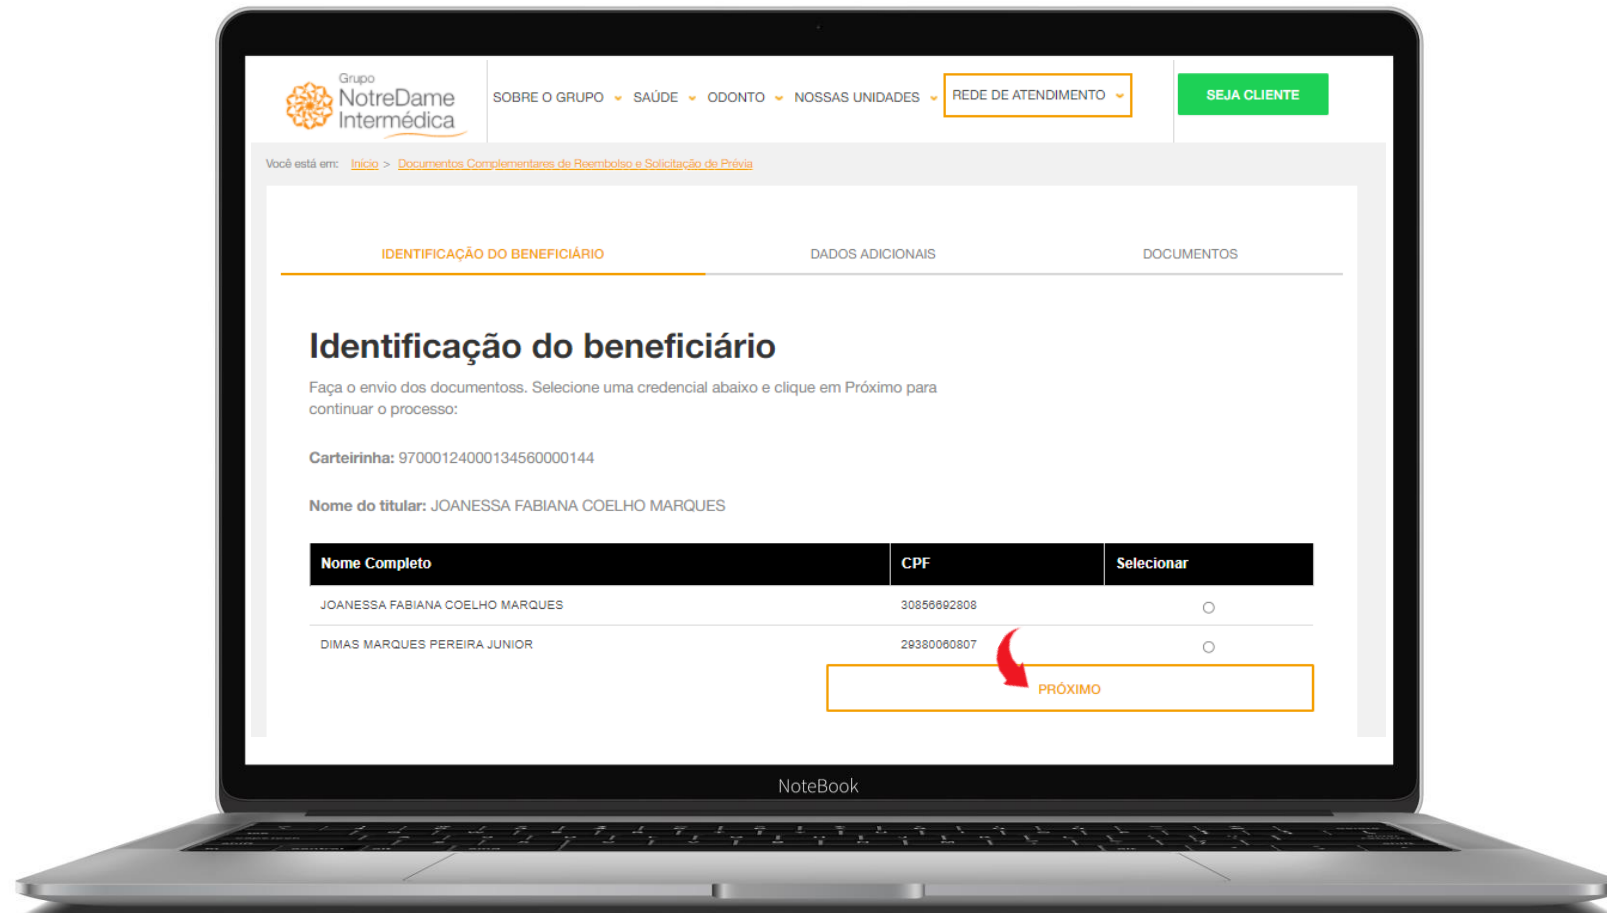 Grupo
NotreDame
Intermédica
SOBRE O GRUPO SAÚDE ODONTO NOSSAS UNIDADES REDE DE ATENDIMENTO SEJA CLIENTE
Você está em: Início > Documentos Complementares de Reembolso e Solicitação de Prévia
IDENTIFICAÇÃO DO BENEFICIÁRIO DADOS ADICIONAIS DOCUMENTOS
Identificação do beneficiário
Faça o envio dos documentoss. Selecione uma credencial abaixo e clique em Próximo para
continuar o processo:
Carteirinha: 97000124000134560000144
Nome do titular: JOANESSA FABIANA COELHO MARQUES
Nome Completo CPF Selecionar
JOANESSA FABIANA COELHO MARQUES 30856692808
DIMAS MARQUES PEREIRA JUNIOR 29380060807
PRÓXIMO
NoteBook